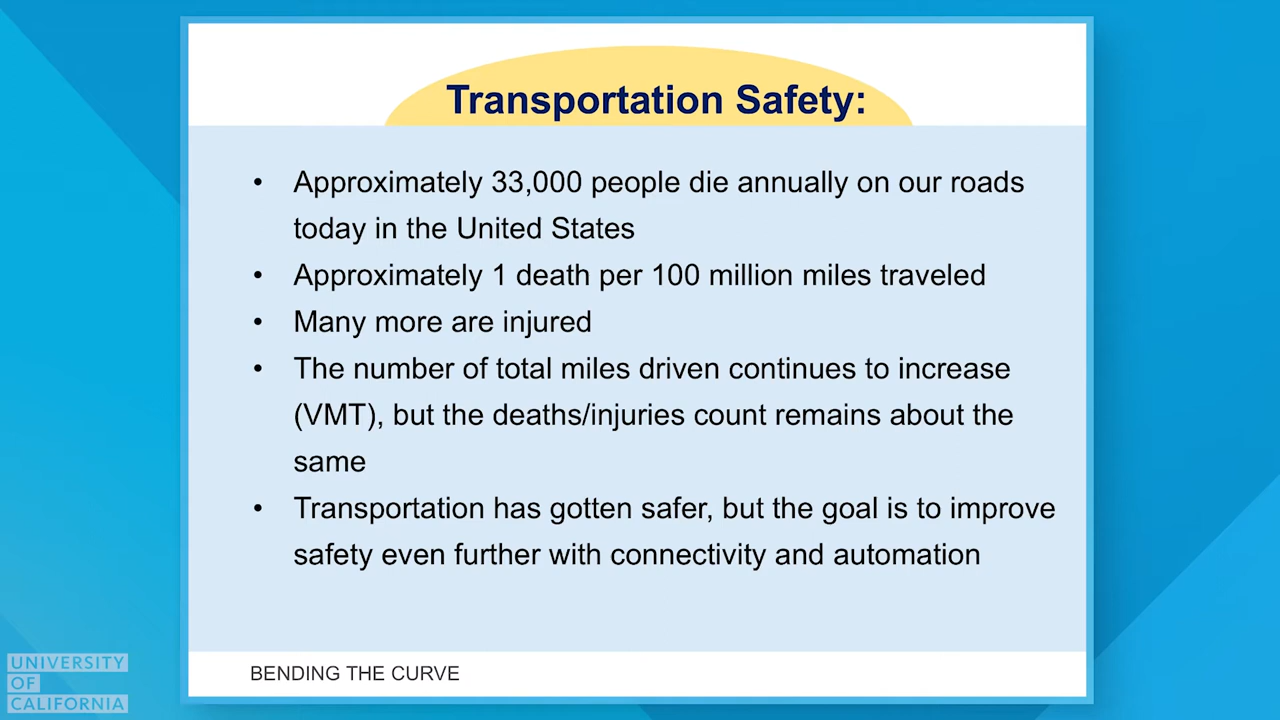 Transportation Safety:
• Approximately 33,000 people die annually on our roads
today in the United States
• Approximately 1 death per 100 million miles traveled
• Many more are injured
• The number of total miles driven continues to increase
(VMT), but the deaths/injuries count remains about the
same
• Transportation has gotten safer, but the goal is to improve
safety even further with connectivity and automation
BENDING THE CURVE
UNIVERSITY
OF
CALIFORNIA